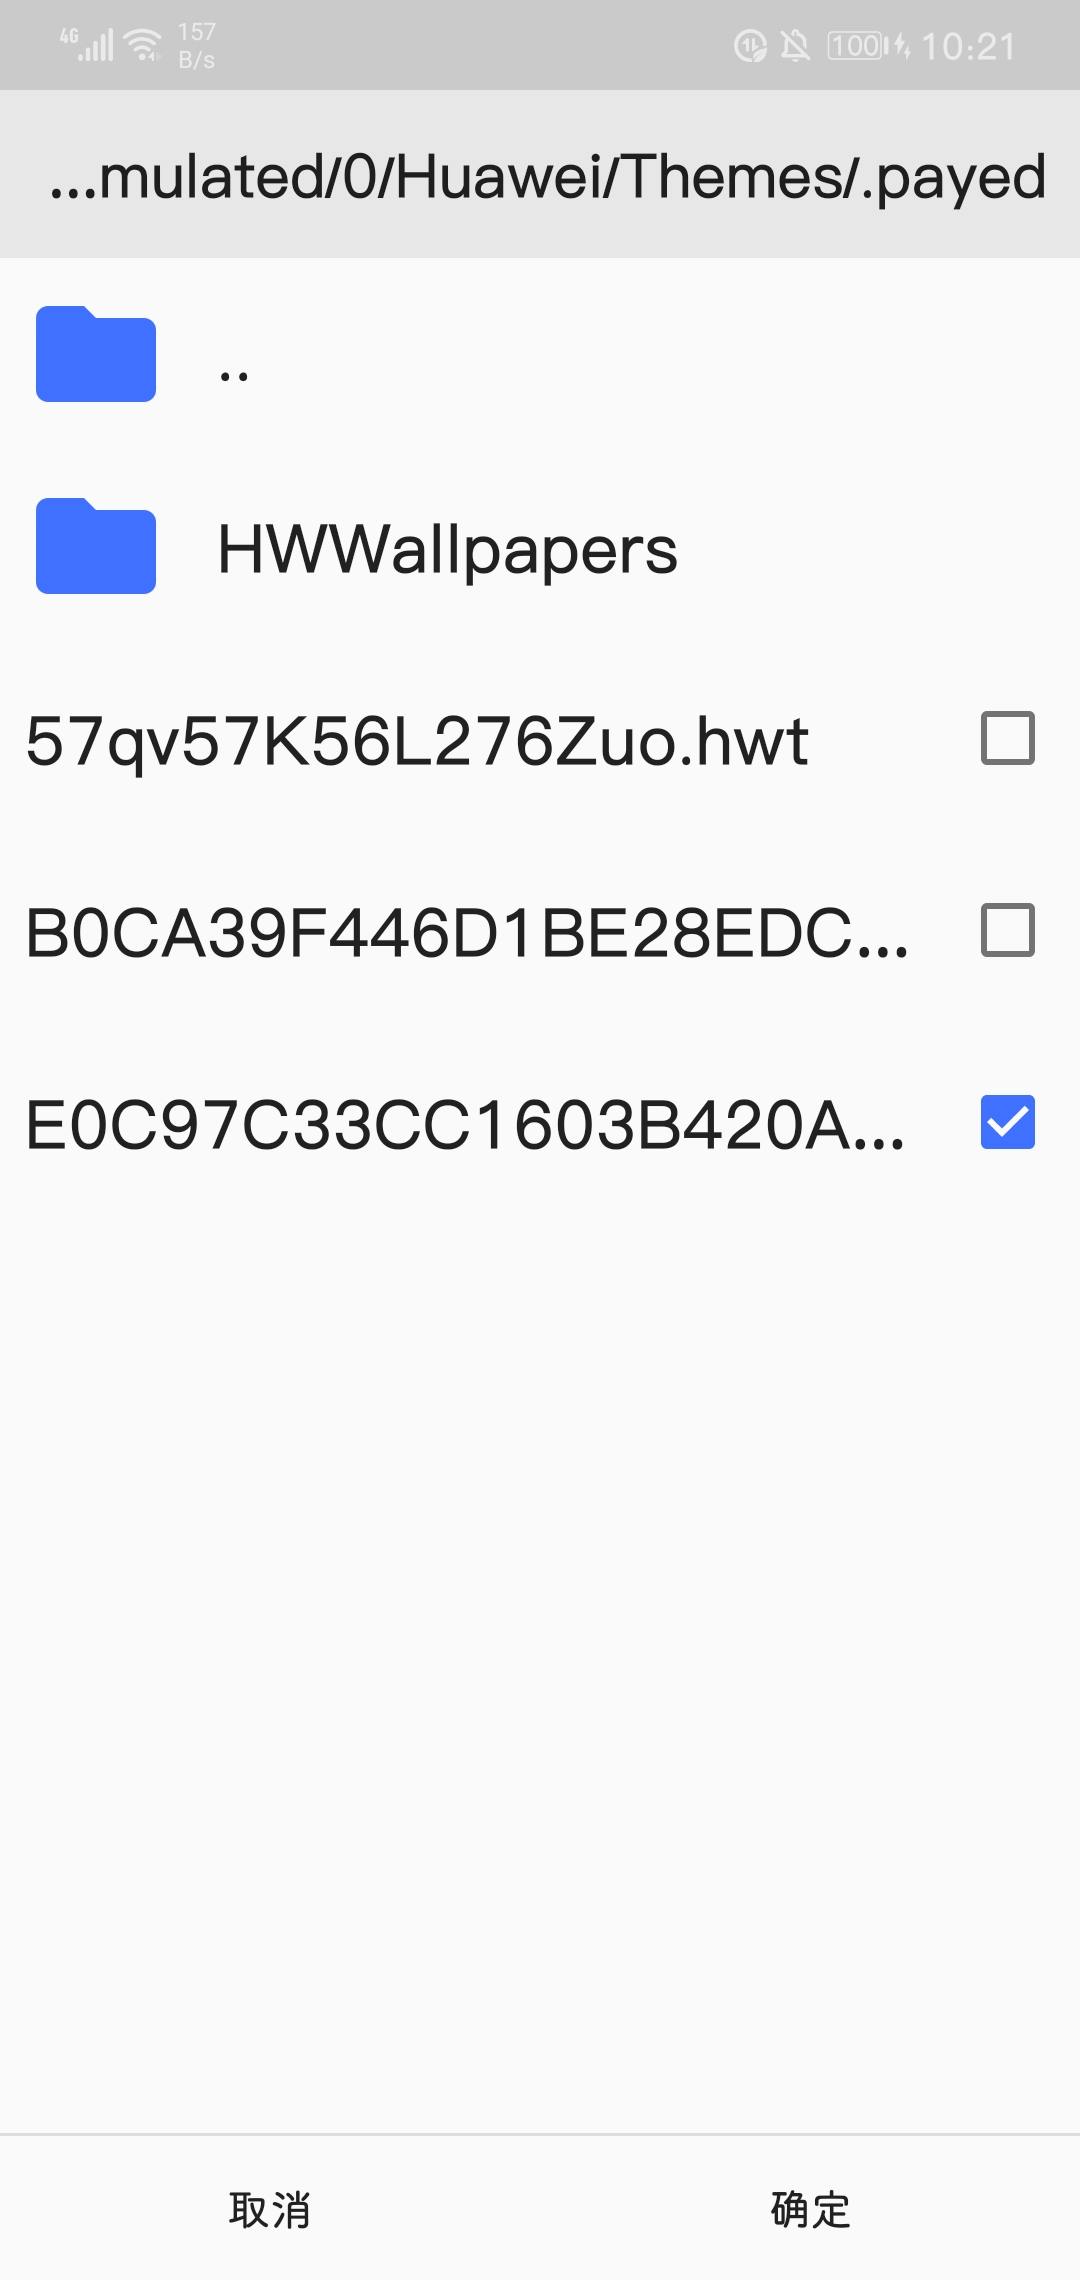 4G 157 B/s 100 10:21
...mulated/0/Huawei/Themes/.payed
..
HWWallpapers
57qv57K56L276Zuo.hwt
B0CA39F446D1BE28EDC...
E0C97C33CC1603B420A...
取消 确定